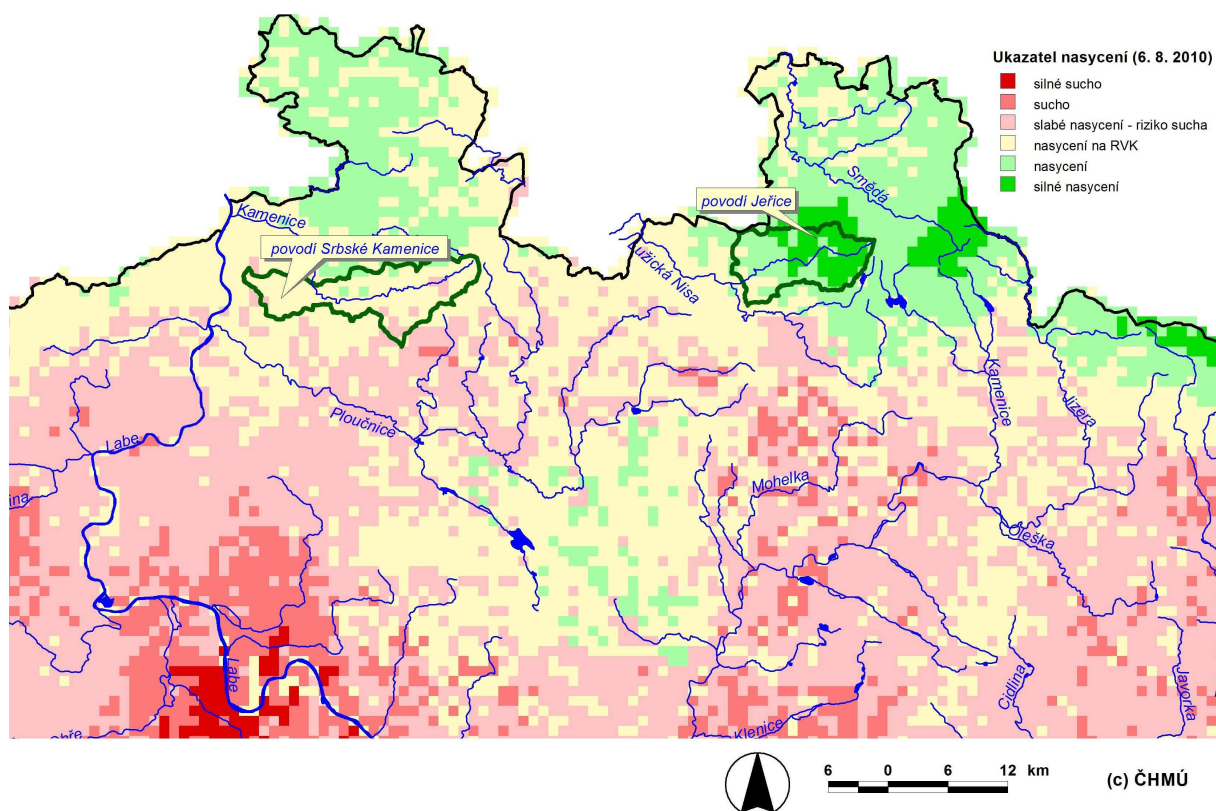 Ukazatel nasycení (6. 8. 2010)
silné sucho
sucho
slabé nasycení - riziko sucha
nasycení na RVK
nasycení
silné nasycení
Smědá
povodí Jeřice
Kamenice
povodí Srbské Kamenice
Lužická Nisa
Kamenice
Jizera
Ploučnice
Labe
Mohelka
ina
Oleška
Labe
Cidlina
Javorka
Klenice
Ohře
6 0 6 12 km
(c) ČHMÚ